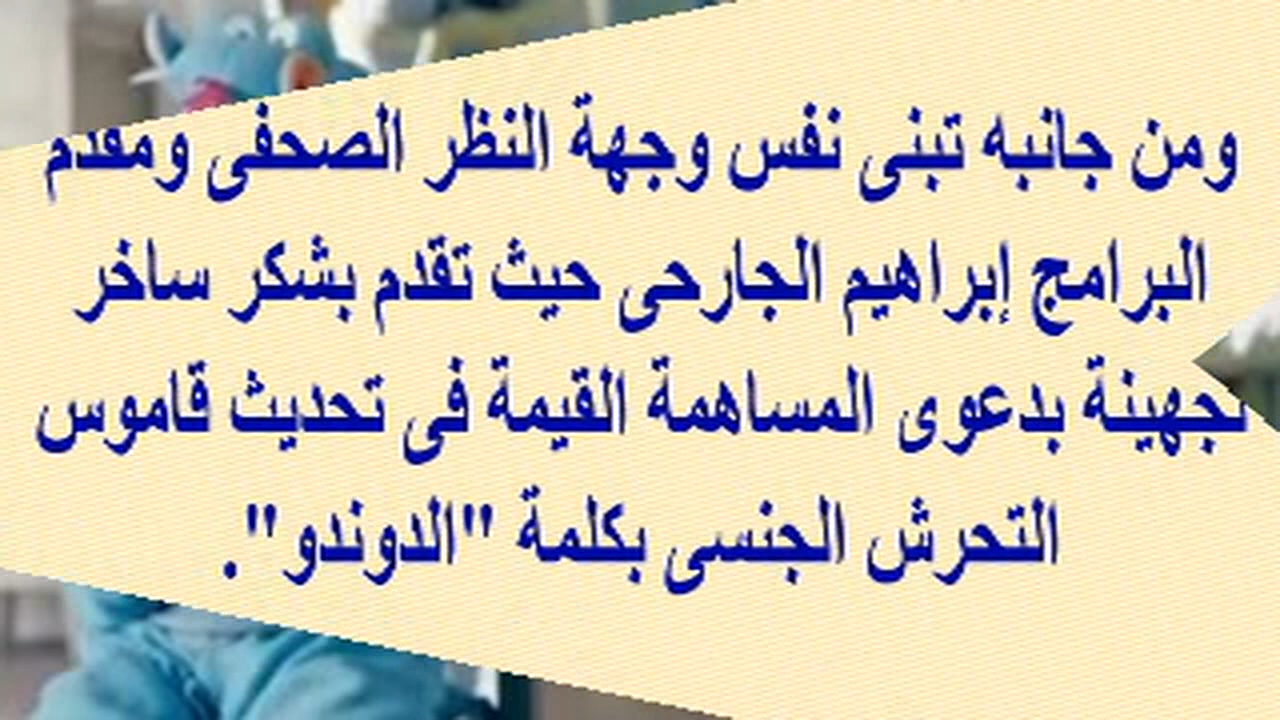 ومن جانبه تبنى نفس وجهة النظر الصحفى ومقدم
البرامج إبراهيم الجارحى حيث تقدم بشكر ساخر
لجهينة بدعوى المساهمة القيمة فى تحديث قاموس
التحرش الجنسى بكلمة "الدوندو".